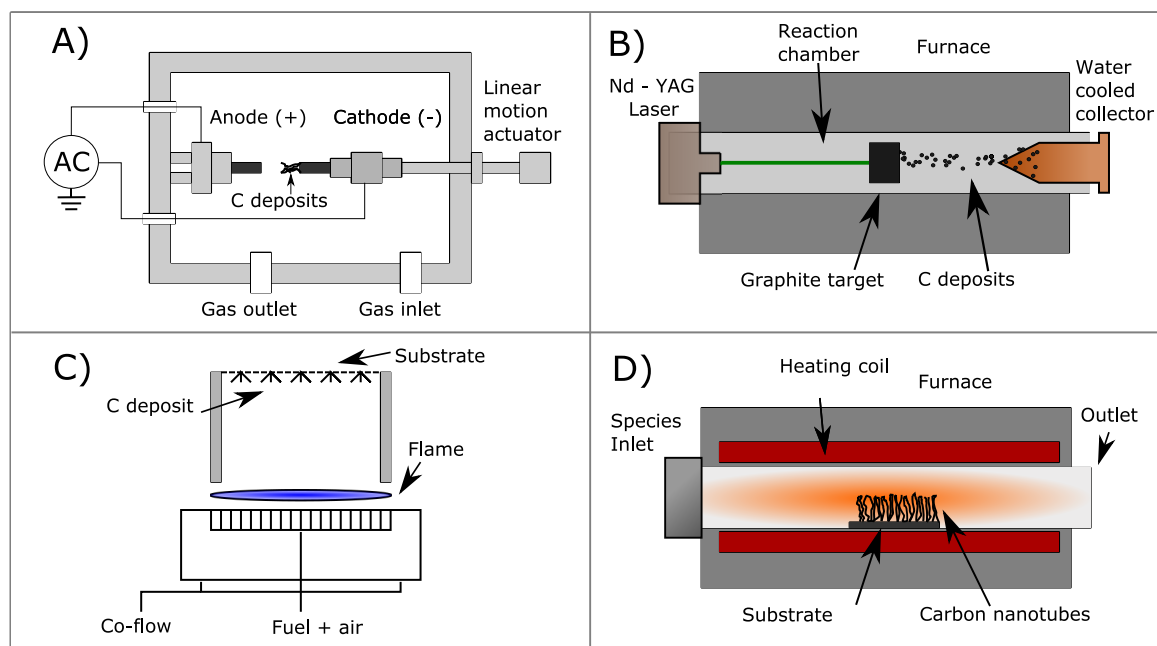 A)
Anode (+)
Cathode (-)
Linear
motion
actuator
AC
C deposits
Gas outlet
Gas inlet
B)
Reaction
chamber
Furnace
Nd - YAG
Laser
Water
cooled
collector
Graphite target
C deposits
C)
Substrate
C deposit
Flame
Co-flow
Fuel + air
D)
Heating coil
Furnace
Species
Inlet
Outlet
Substrate
Carbon nanotubes